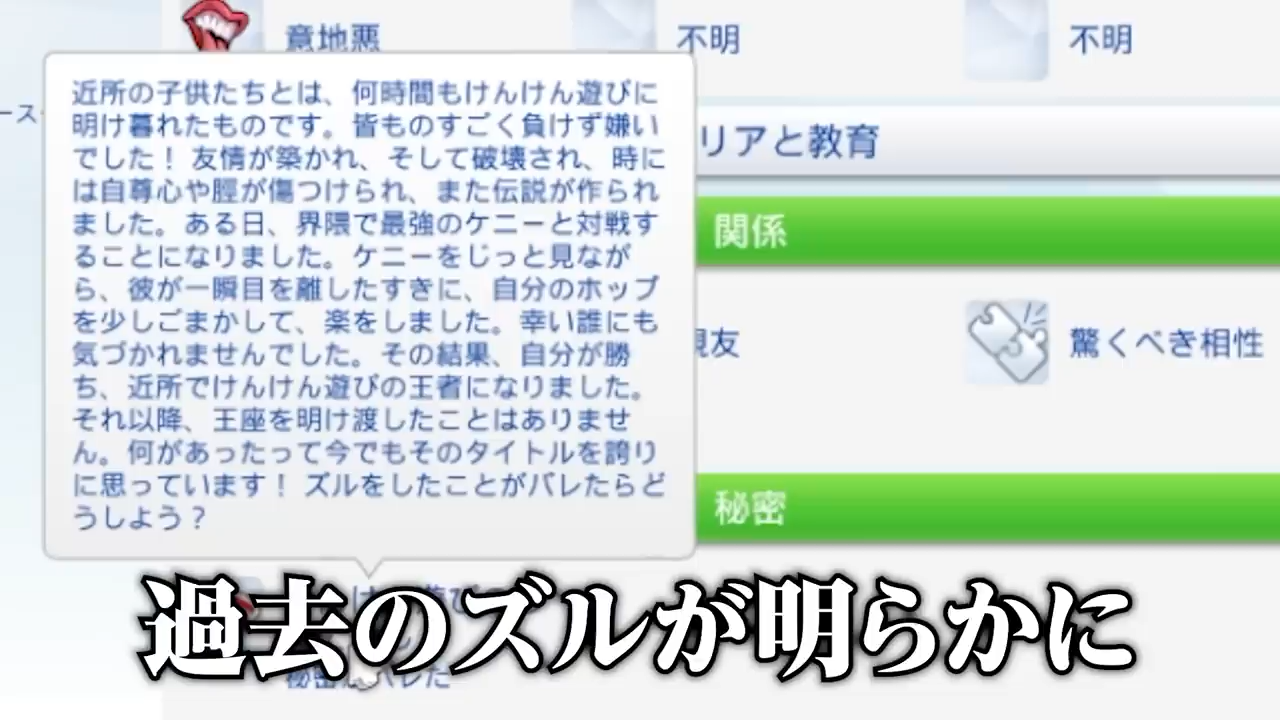 意地悪
不明
不明
ース
近所の子供たちとは、何時間もけんけん遊びに
明け暮れたものです。皆ものすごく負けず嫌い
でした！ 友情が築かれ、そして破壊され、時に
は自尊心や脛が傷つけられ、また伝説が作られ
ました。ある日、界隈で最強のケニーと対戦す
ることになりました。ケニーをじっと見なが
ら、彼が一瞬目を離したすきに、自分のホップ
を少しごまかして、楽をしました。幸い誰にも
気づかれませんでした。その結果、自分が勝
ち、近所でけんけん遊びの王者になりました。
それ以降、王座を明け渡したことはありませ
ん。何があったって今でもそのタイトルを誇り
に思っています！ ズルをしたことがバレたらど
うしよう？
リアと教育
関係
親友
驚くべき相性
秘密
過去のズルが明らかに